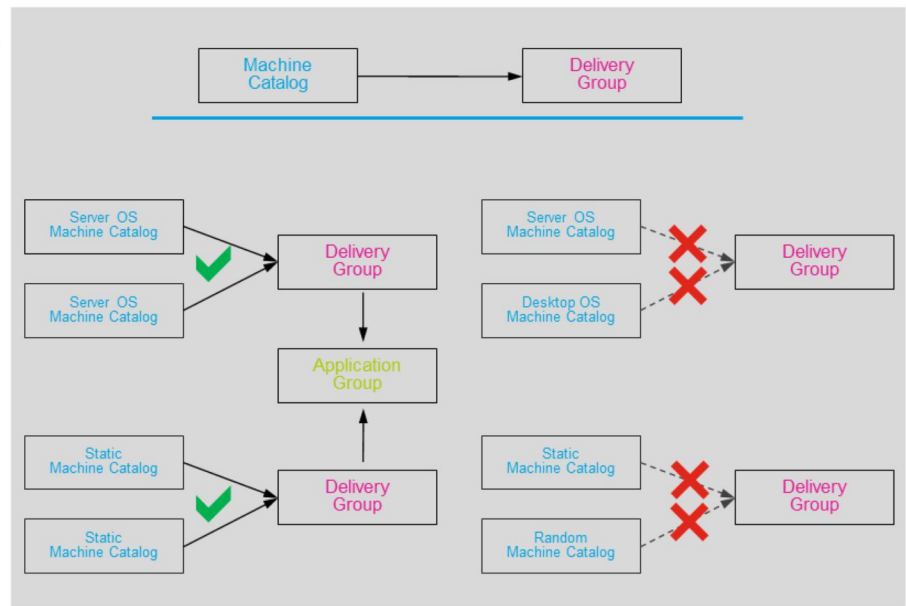 Machine
Catalog
Delivery
Group
Server OS
Machine Catalog
Server OS
Machine Catalog
Delivery
Group
Application
Group
Static
Machine Catalog
Static
Machine Catalog
Delivery
Group
Server OS
Machine Catalog
Desktop OS
Machine Catalog
Delivery
Group
Static
Machine Catalog
Random
Machine Catalog
Delivery
Group